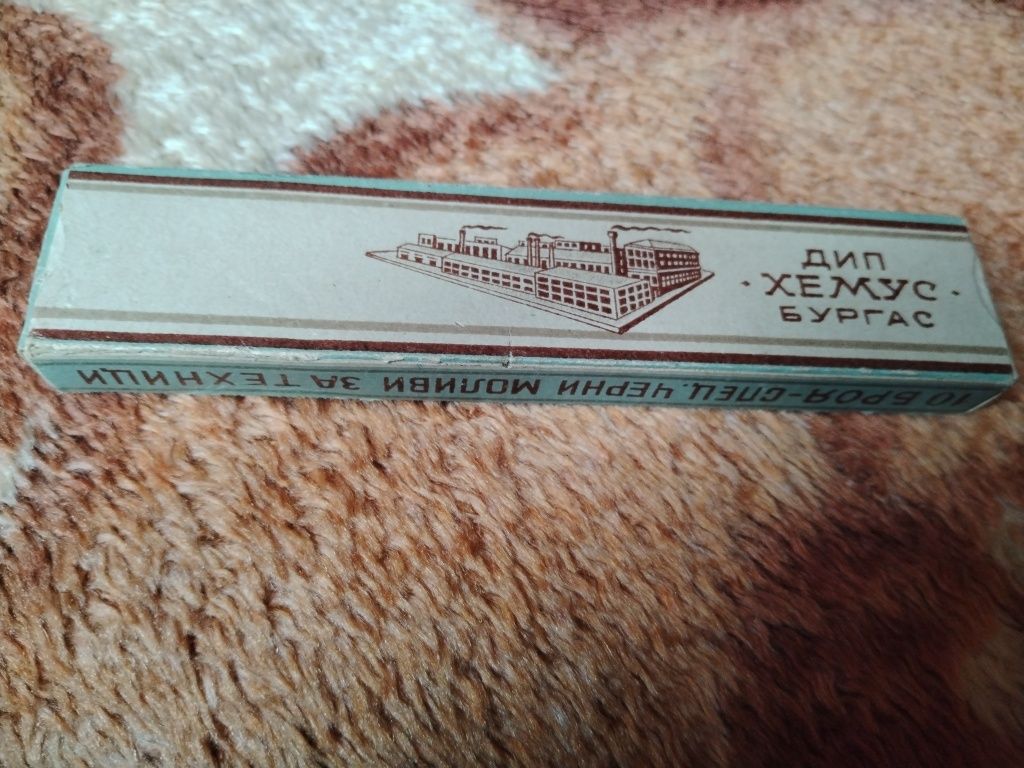 ДИП
·ХЕМУС·
БУРГАС
10 БРОЯ-СПЕЦ. ЧЕРНИ МОЛИВИ ЗА ТЕХНИЦИ